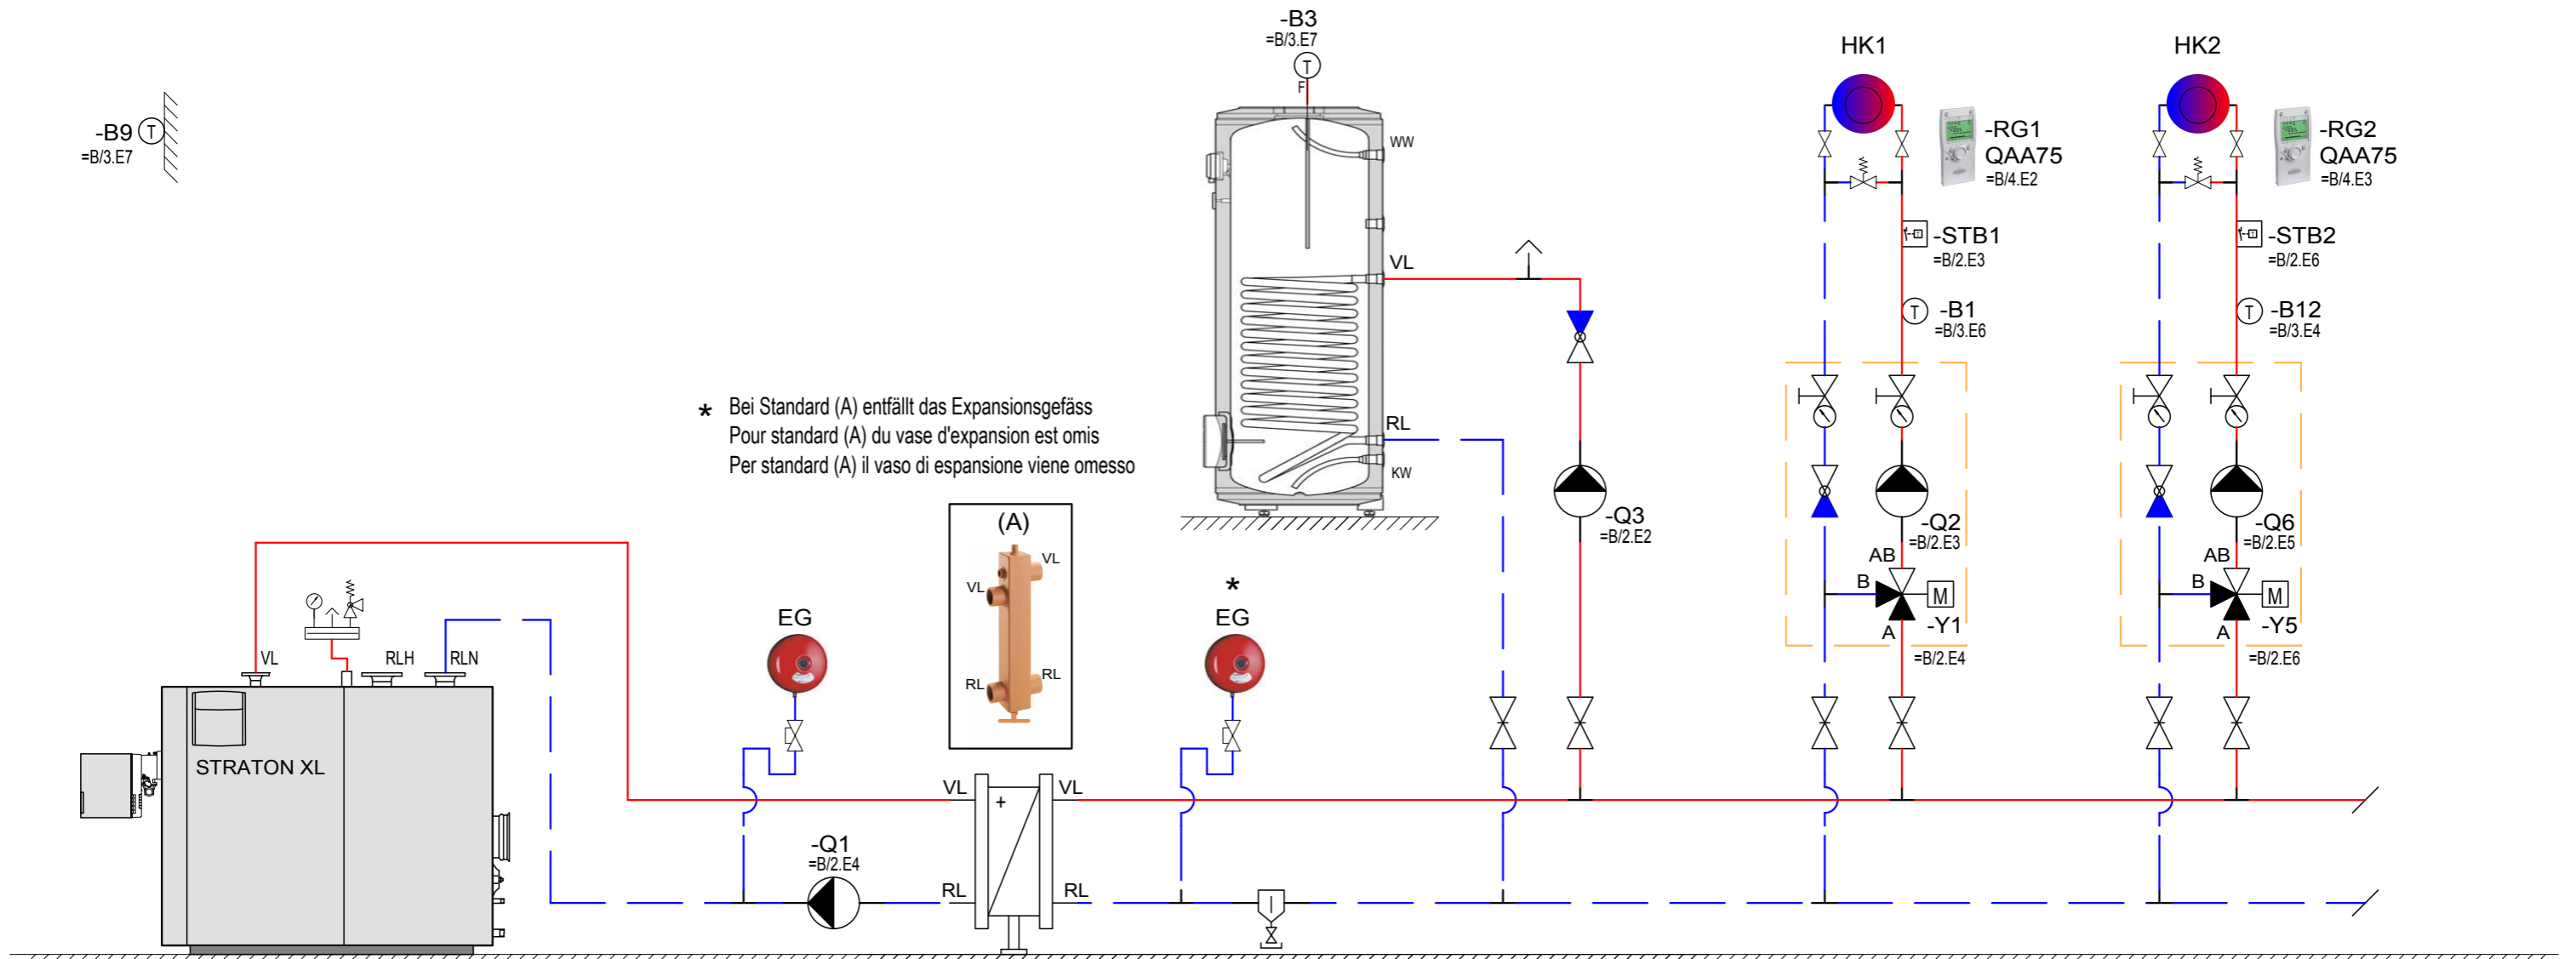 -B9
=B/3.E7
-B3
=B/3.E7
T
F
T
WW
VL
RL
KW
* Bei Standard (A) entfällt das Expansionsgefäss
Pour standard (A) du vase d'expansion est omis
Per standard (A) il vaso di espansione viene omesso
HK1
-RG1
QAA75
=B/4.E2
-STB1
=B/2.E3
T
-B1
=B/3.E6
-Q2
=B/2.E3
AB
B
M
A
-Y1
=B/2.E4
HK2
-RG2
QAA75
=B/4.E3
-STB2
=B/2.E6
T
-B12
=B/3.E4
-Q6
=B/2.E5
AB
B
M
A
-Y5
=B/2.E6
-Q3
=B/2.E2
(A)
VL
VL
RL
RL
EG
*
EG
VL
RLH
RLN
STRATON XL
VL
+
VL
-Q1
=B/2.E4
RL
RL